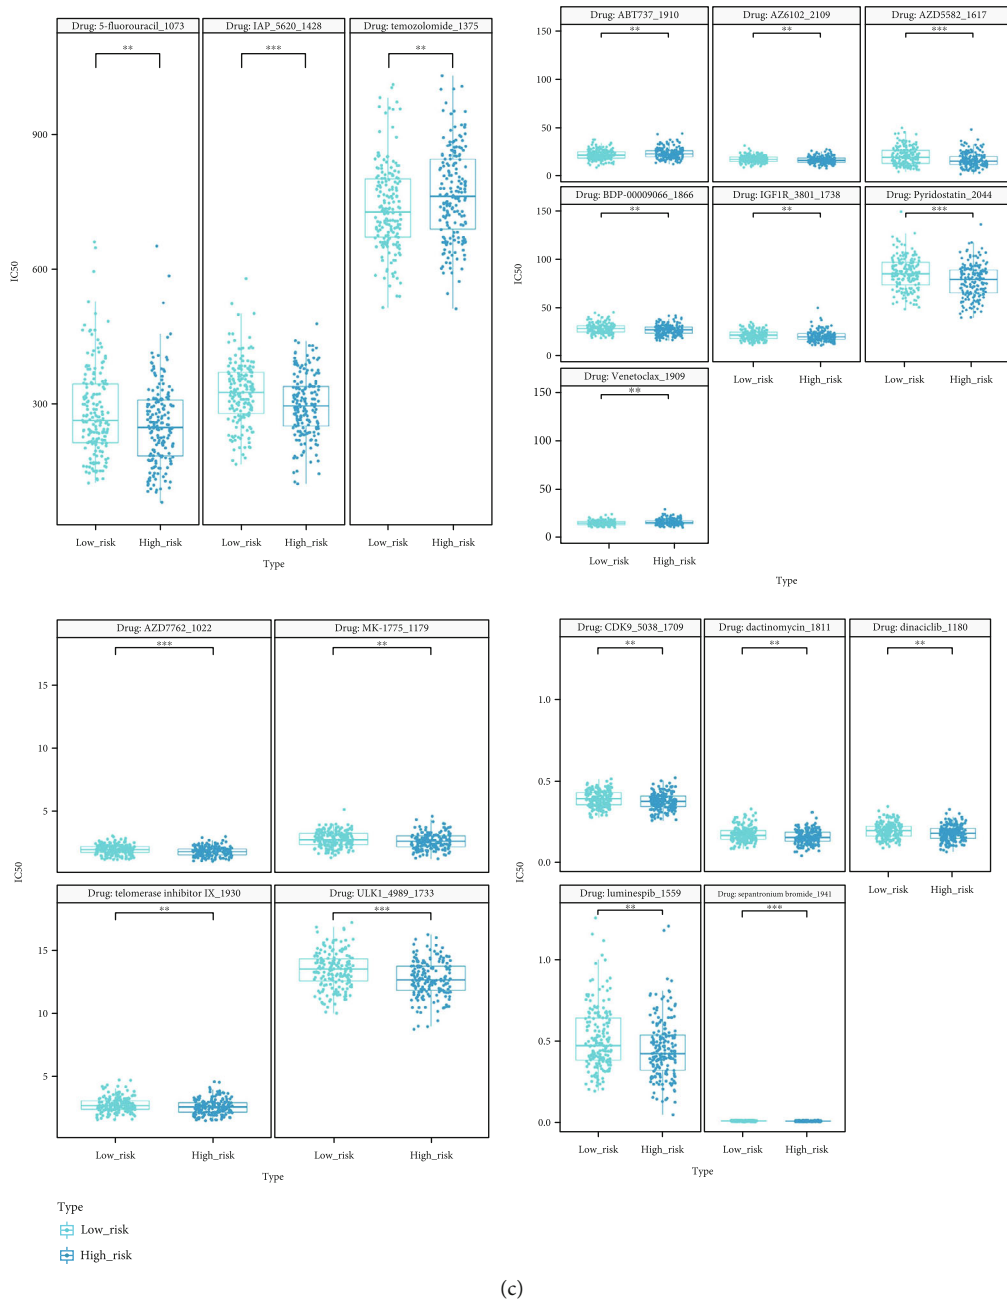 Drug: 5-fluorouracil_1073 Drug: IAP_5620_1428 Drug: temozolomide_1375
** *** **
900
600
300
IC50
Low_risk High_risk Low_risk High_risk Low_risk High_risk
Type
Drug: ABT737_1910 Drug: AZ6102_2109 Drug: AZD5582_1617
** ** ***
150
100
50
0
Drug: BDP-00009066_1866 Drug: IGF1R_3801_1738 Drug: Pyridostatin_2044
** ** ***
150
100
50
0
IC50
Low_risk High_risk Low_risk High_risk
Drug: Venetoclax_1909
**
150
100
50
0
Low_risk High_risk
Type
Drug: AZD7762_1022 Drug: MK-1775_1179
*** **
15
10
5
IC50
Drug: telomerase inhibitor IX_1930 Drug: ULK1_4989_1733
** ***
15
10
5
Low_risk High_risk Low_risk High_risk
Type
Drug: CDK9_5038_1709 Drug: dactinomycin_1811 Drug: dinaciclib_1180
** ** **
1.0
0.5
0.0
IC50
Low_risk High_risk
Drug: luminespib_1559 Drug: sepantronium bromide_1941
** ***
1.0
0.5
0.0
Low_risk High_risk Low_risk High_risk
Type
Type
Low_risk
High_risk
(c)